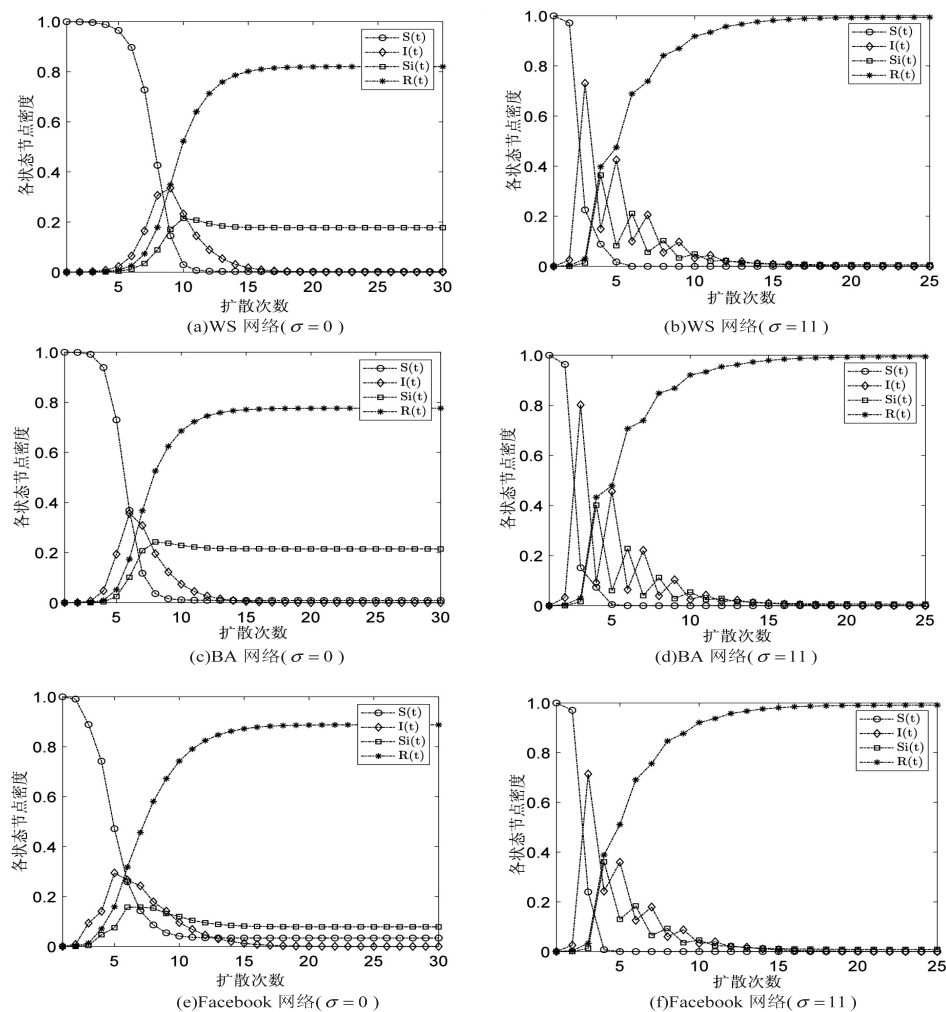 各状态节点密度
1.0
0.8
0.6
0.4
0.2
0
S(t)
I(t)
Si(t)
R(t)
5 10 15 20 25 30
扩散次数
(a)WS 网络(σ=0)
各状态节点密度
1.0
0.8
0.6
0.4
0.2
0
S(t)
I(t)
Si(t)
R(t)
5 10 15 20 25
扩散次数
(b)WS 网络(σ=11)
各状态节点密度
1.0
0.8
0.6
0.4
0.2
0
S(t)
I(t)
Si(t)
R(t)
5 10 15 20 25 30
扩散次数
(c)BA 网络(σ=0)
各状态节点密度
1.0
0.8
0.6
0.4
0.2
0
S(t)
I(t)
Si(t)
R(t)
5 10 15 20 25
扩散次数
(d)BA 网络(σ=11)
各状态节点密度
1.0
0.8
0.6
0.4
0.2
0
S(t)
I(t)
Si(t)
R(t)
5 10 15 20 25 30
扩散次数
(e)Facebook 网络(σ=0)
各状态节点密度
1.0
0.8
0.6
0.4
0.2
0
S(t)
I(t)
Si(t)
R(t)
5 10 15 20 25
扩散次数
(f)Facebook 网络(σ=11)